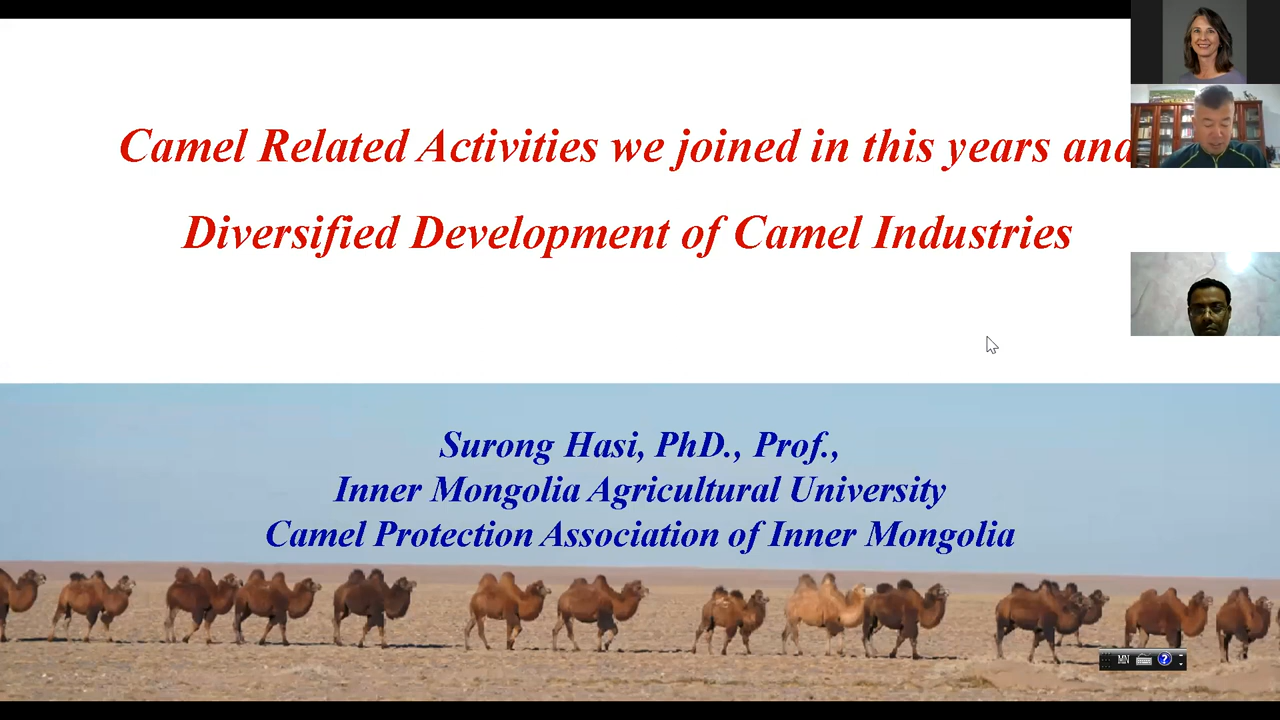 Camel Related Activities we joined in this years and
Diversified Development of Camel Industries
Surong Hasi, PhD., Prof.,
Inner Mongolia Agricultural University
Camel Protection Association of Inner Mongolia
MN
?